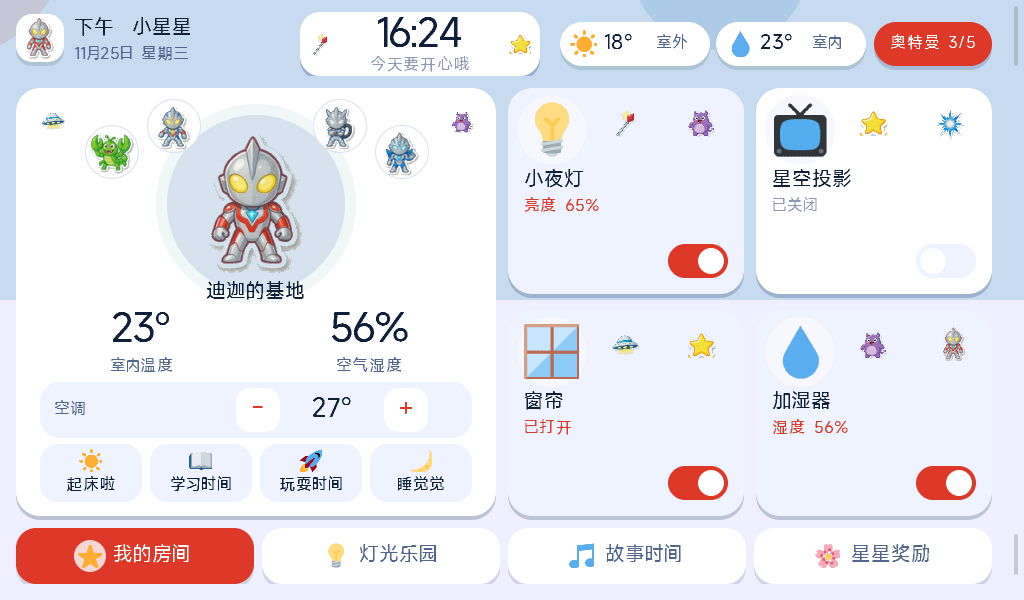 下午 小星星
11月25日 星期三
16:24
今天要开心哦
18° 室外
23° 室内
奥特曼 3/5
迪迦的基地
23°
室内温度
56%
空气湿度
空调
−
27°
+
起床啦
学习时间
玩耍时间
睡觉觉
小夜灯
亮度 65%
星空投影
已关闭
窗帘
已打开
加湿器
湿度 56%
我的房间
灯光乐园
故事时间
星星奖励